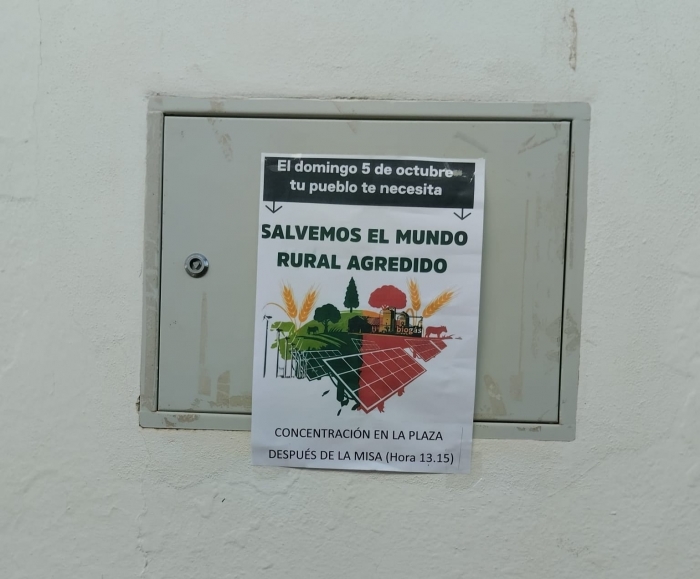 El domingo 5 de octubre
tu pueblo te necesita
SALVEMOS EL MUNDO
RURAL AGREDIDO
biogás
CONCENTRACIÓN EN LA PLAZA
DESPUÉS DE LA MISA (Hora 13.15)